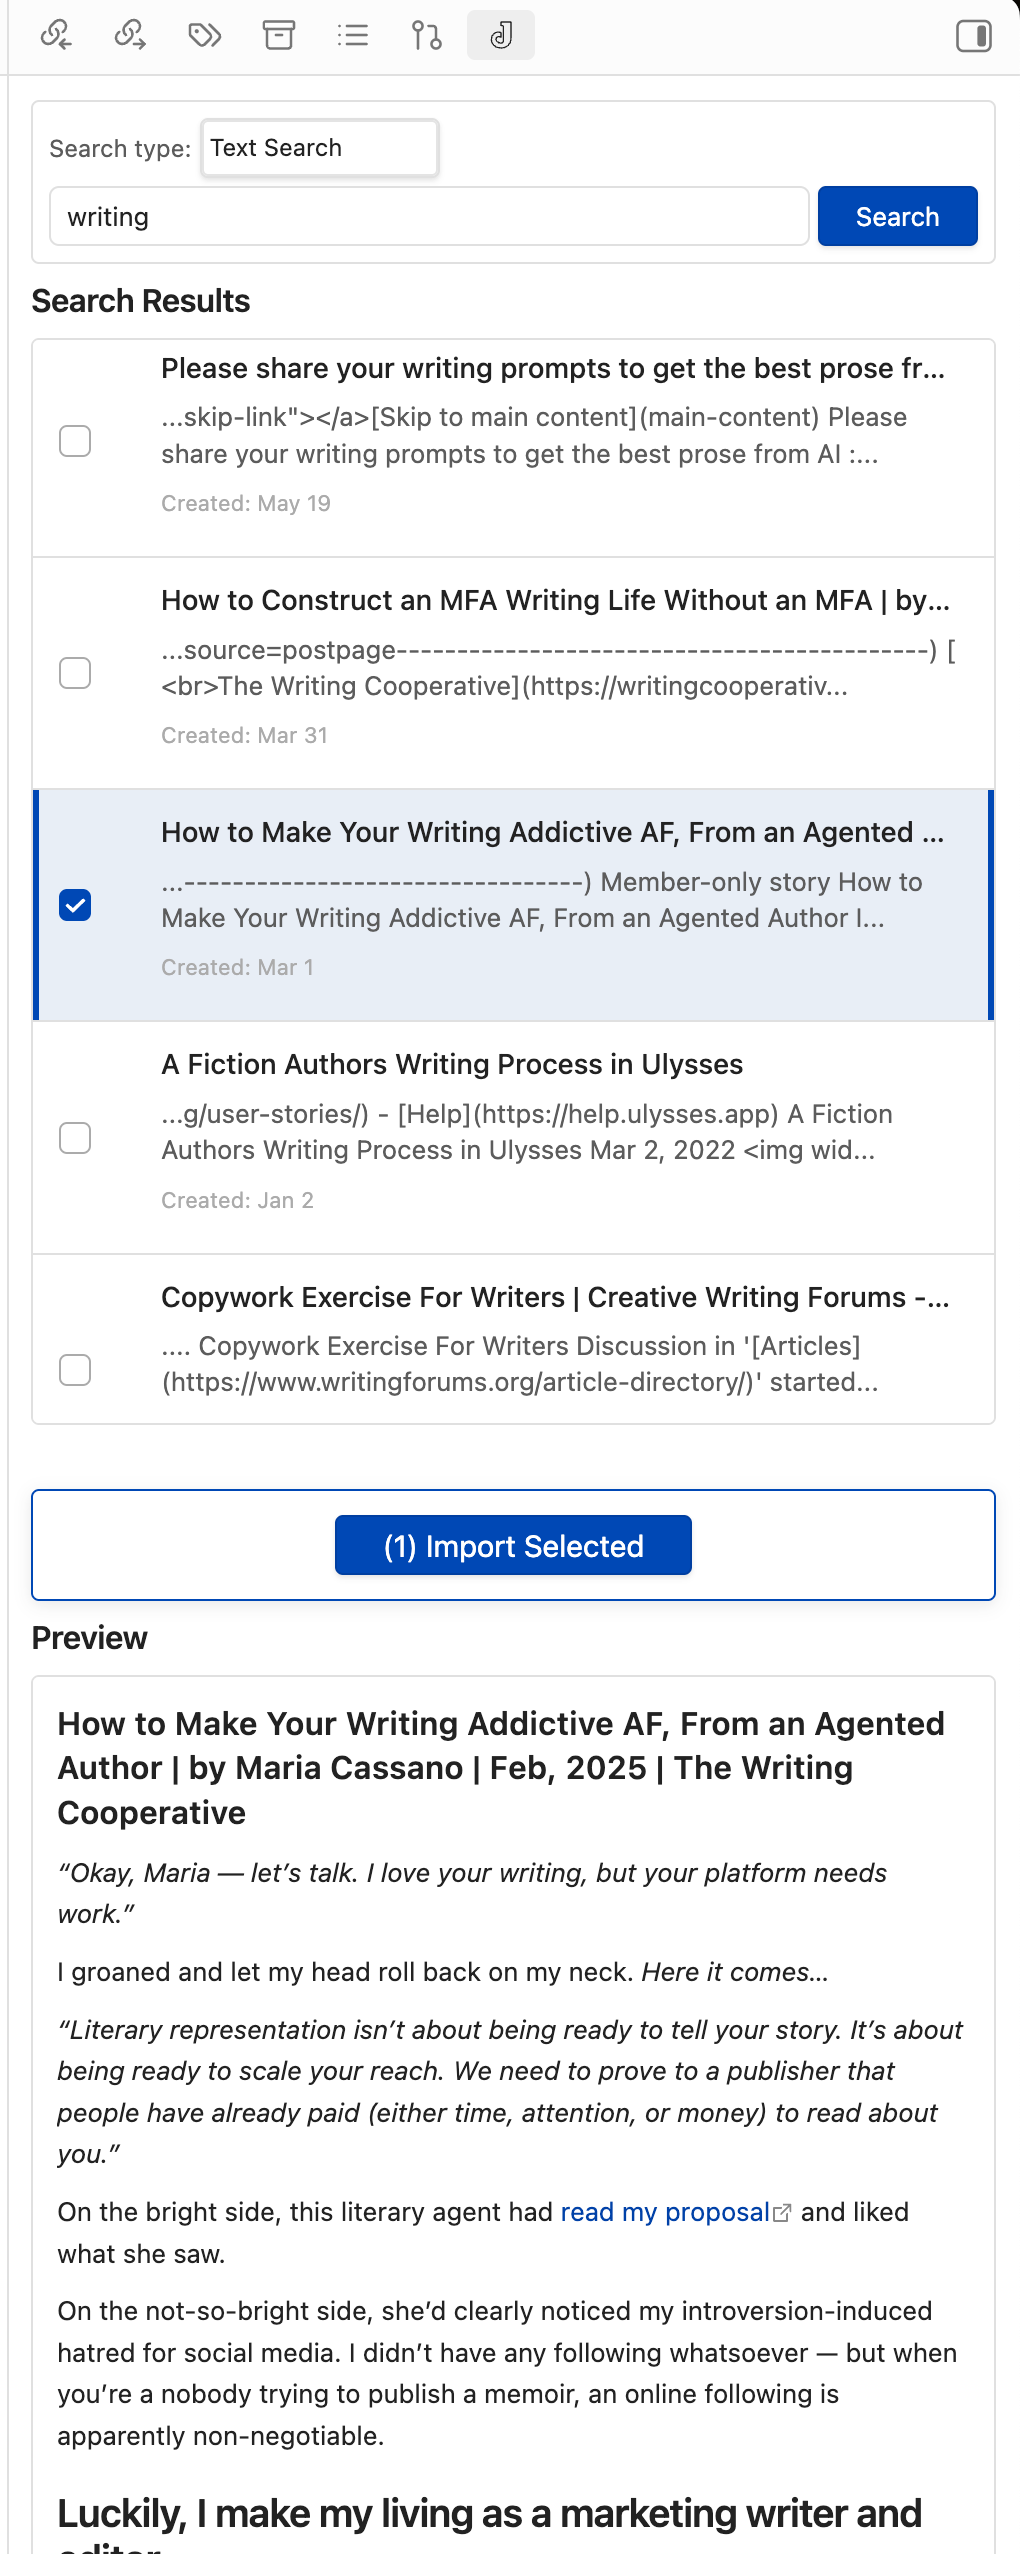 Search type: Text Search
writing
Search
Search Results
Please share your writing prompts to get the best prose fr...
...skip-link"></a>[Skip to main content](main-content) Please
share your writing prompts to get the best prose from AI :...
Created: May 19
How to Construct an MFA Writing Life Without an MFA | by...
...source=postpage--------------------------------------------) [
<br>The Writing Cooperative](https://writingcooperativ...
Created: Mar 31
How to Make Your Writing Addictive AF, From an Agented ...
...---------------------------------) Member-only story How to
Make Your Writing Addictive AF, From an Agented Author I...
Created: Mar 1
A Fiction Authors Writing Process in Ulysses
...g/user-stories/) - [Help](https://help.ulysses.app) A Fiction
Authors Writing Process in Ulysses Mar 2, 2022 <img wid...
Created: Jan 2
Copywork Exercise For Writers | Creative Writing Forums -...
.... Copywork Exercise For Writers Discussion in '[Articles]
(https://www.writingforums.org/article-directory/)' started...
(1) Import Selected
Preview
How to Make Your Writing Addictive AF, From an Agented
Author | by Maria Cassano | Feb, 2025 | The Writing
Cooperative
“Okay, Maria — let’s talk. I love your writing, but your platform needs
work.”
I groaned and let my head roll back on my neck. Here it comes…
“Literary representation isn’t about being ready to tell your story. It’s about
being ready to scale your reach. We need to prove to a publisher that
people have already paid (either time, attention, or money) to read about
you.”
On the bright side, this literary agent had read my proposal and liked
what she saw.
On the not-so-bright side, she’d clearly noticed my introversion-induced
hatred for social media. I didn’t have any following whatsoever — but when
you’re a nobody trying to publish a memoir, an online following is
apparently non-negotiable.
Luckily, I make my living as a marketing writer and